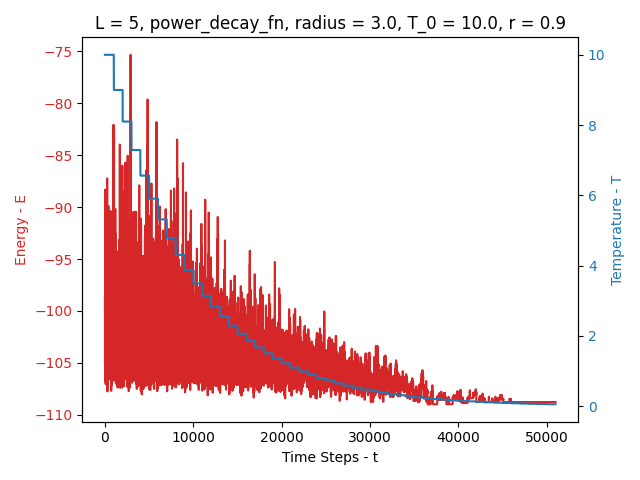 L = 5, power_decay_fn, radius = 3.0, T_0 = 10.0, r = 0.9
−75
−80
−85
−90
−95
−100
−105
−110
Energy - E
10
8
6
4
2
0
Temperature - T
0 10000 20000 30000 40000 50000
Time Steps - t